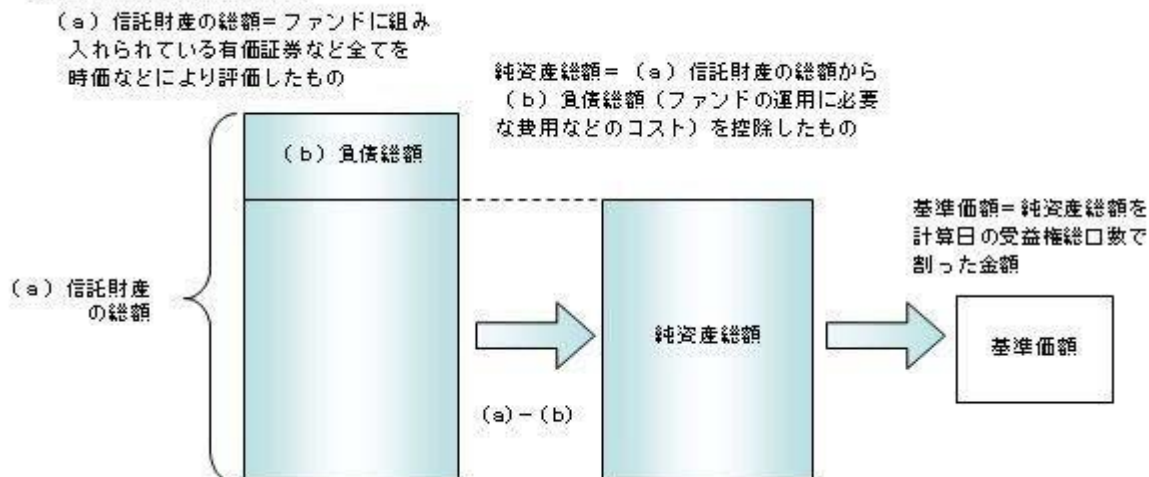 (a)信託財産の総額=ファンドに組み
入れられている有価証券など全てを
時価などにより評価したもの
純資産総額=(a)信託財産の総額から
(b)負債総額(ファンドの運用に必要
な費用などのコスト)を控除したもの
(b)負債総額
基準価額=純資産総額を
計算日の受益権総口数で
割った金額
(a)信託財産
の総額
純資産総額
基準価額
(a)-(b)